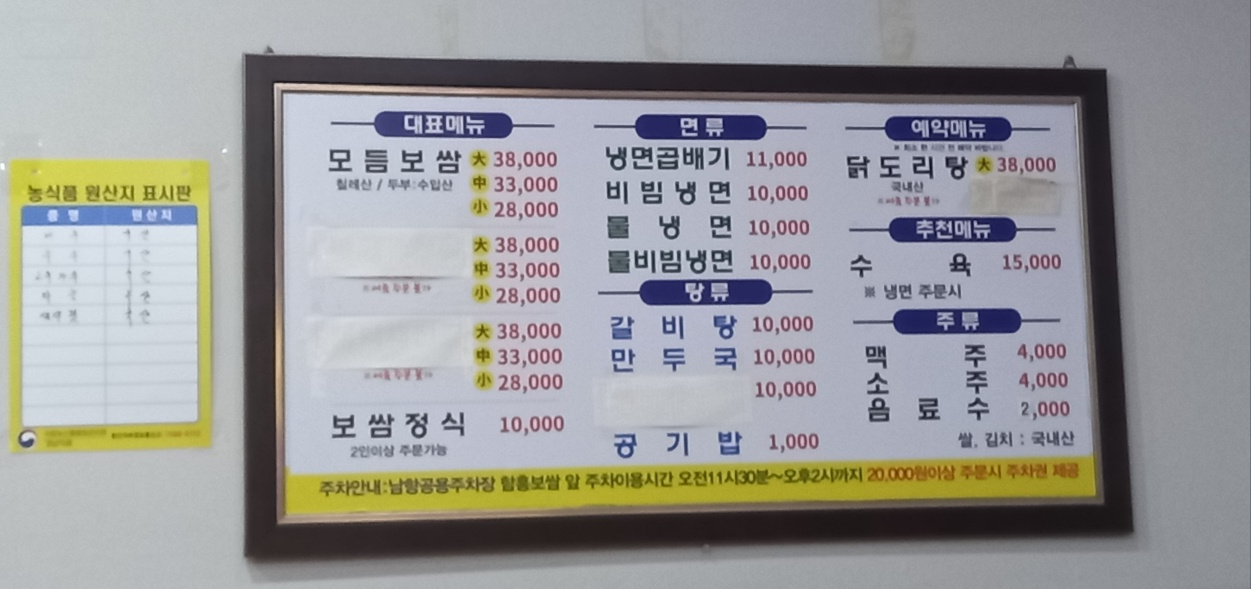 농식품 원산지 표시판
품 명 원산지
대표메뉴
모듬보쌈 大 38,000
칠레산 / 두부:수입산 中 33,000
小 28,000
大 38,000
中 33,000
小 28,000
大 38,000
中 33,000
小 28,000
보쌈정식 10,000
2인이상 주문가능
면류
냉면곱배기 11,000
비빔냉면 10,000
물냉면 10,000
물비빔냉면 10,000
탕류
갈비탕 10,000
만두국 10,000
10,000
공기밥 1,000
예약메뉴
닭도리탕 大 38,000
국내산
추천메뉴
수육 15,000
※ 냉면 주문시
주류
맥주 4,000
소주 4,000
음료수 2,000
쌀, 김치 : 국내산
주차안내:남항공용주차장 함흥보쌈 앞 주차이용시간 오전11시30분~오후2시까지 20,000원이상 주문시 주차권 제공